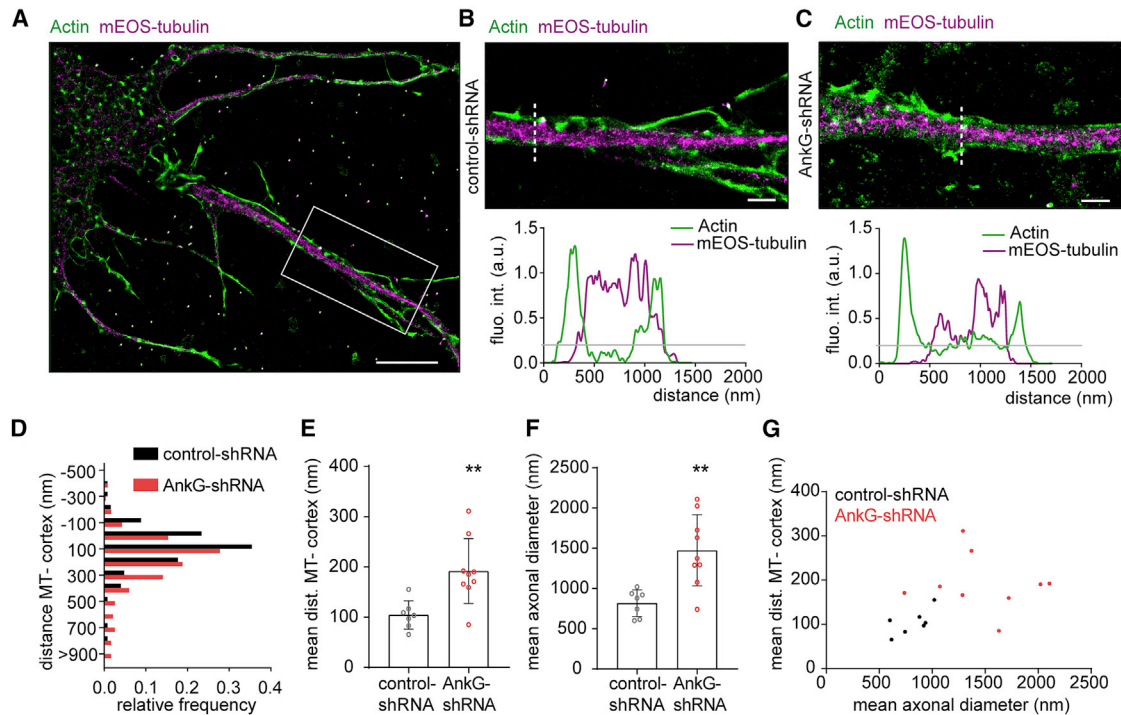 A
Actin mEOS-tubulin
B
Actin mEOS-tubulin
control-shRNA
Actin
mEOS-tubulin
fluo. int. (a.u.)
1.5
1.0
0.5
0.0
0 500 1000 1500 2000
distance (nm)
C
Actin mEOS-tubulin
AnkG-shRNA
Actin
mEOS-tubulin
fluo. int. (a.u.)
1.5
1.0
0.5
0.0
0 500 1000 1500 2000
distance (nm)
D
control-shRNA
AnkG-shRNA
distance MT- cortex (nm)
-500
-300
-100
100
300
500
700
>900
0.0 0.1 0.2 0.3 0.4
relative frequency
E
mean dist. MT- cortex (nm)
400
300
200
100
0
**
control-
shRNA
AnkG-
shRNA
F
mean axonal diameter (nm)
2500
2000
1500
1000
500
0
**
control-
shRNA
AnkG-
shRNA
G
control-shRNA
AnkG-shRNA
mean dist. MT- cortex (nm)
400
300
200
100
0
0 500 1000 1500 2000 2500
mean axonal diameter (nm)